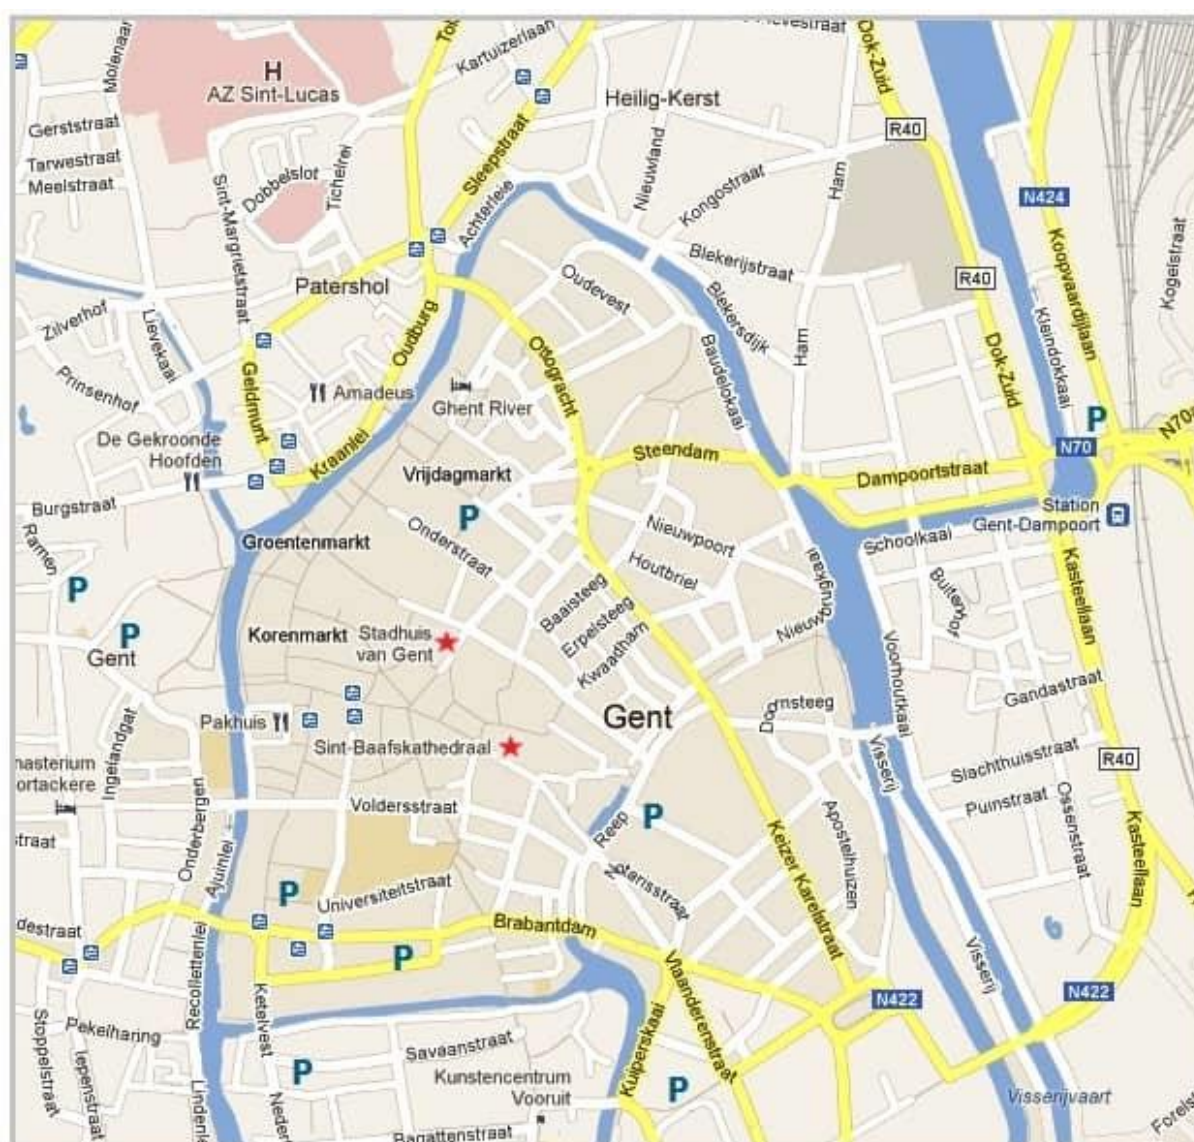 Molenaar
H
AZ Sint-Lucas
Kartuizerlaan
Dok-Zuid
Gerststraat
Heilig-Kerst
R40
Tarwestraat
Meelstraat
Dobbelslot
Tichelrei
Sleepstraat
Nieuwland
Ham
Sint-Margrietstraat
Achterleie
Kongostraat
N424
Blekerijstraat
Koopvaardijlaan
Kogelstraat
Patershol
Oudevest
R40
Zilverhof
Lievekaai
Oudburg
Blekersdijk
Kleindokkaai
Ottogracht
Baudelokaai
Ham
Dok-Zuid
Prinsenhof
Geldmunt
Amadeus
Ghent River
P
De Gekroonde
Hoofden
Kraanlei
Vrijdagmarkt
Steendam
Dampoortstraat
N70
Burgstraat
P
Station
Gent-Dampoort
Ramen
Groentenmarkt
Onderstraat
Nieuwpoort
Schoolkaai
P
Houtbriel
Baaisteeg
Erpelsteeg
Kwaadham
Buitenhof
Kasteellaan
P
Gent
Korenmarkt
Stadhuis
van Gent
Voorhoutkaai
Gandastraat
Pakhuis
Gent
Sint-Baafskathedraal
Visserij
Slachthuisstraat
R40
Ingelandgat
Onderbergen
Voldersstraat
P
Reep
Puinstraat
Ossenstraat
Ajuinlei
Keizer Karelstraat
Apostelhuizen
Kasteellaan
P
Universiteitstraat
Brabantdam
P
Visserij
Recollettenlei
Ketelvest
Vlaanderenstraat
N422
N422
Stoppelstraat
Pekelharing
Iepenstraat
Savaanstraat
Kuiperskaai
P
Kunstencentrum
Vooruit
P
Visserijvaart
Bagattenstraat